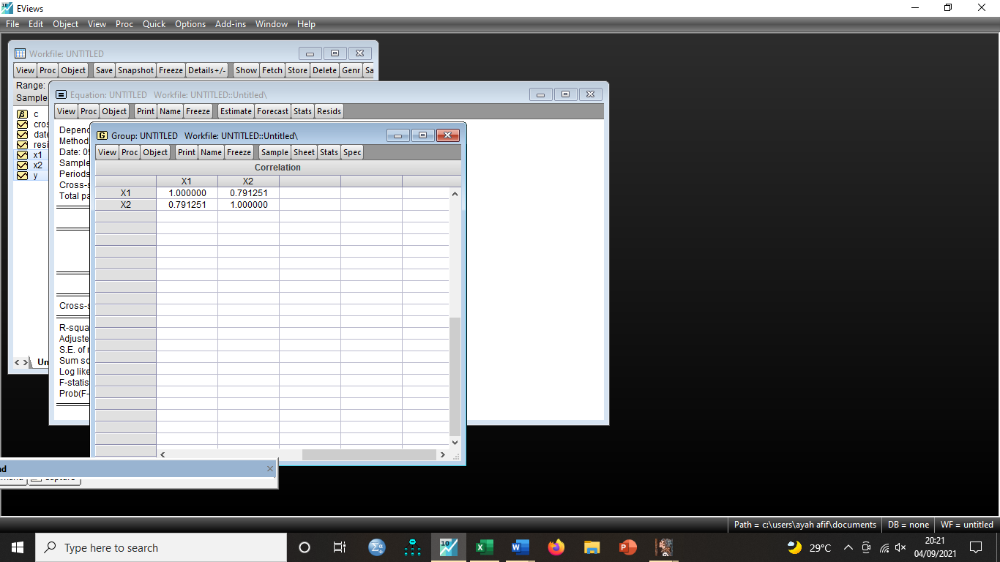 EViews
File Edit Object View Proc Quick Options Add-ins Window Help
Workfile: UNTITLED
View Proc Object Save Snapshot Freeze Details+/- Show Fetch Store Delete Genr Sa
Range:
Sample
c
cros
date
resi
x1
x2
y
Un
Equation: UNTITLED Workfile: UNTITLED::Untitled\
View Proc Object Print Name Freeze Estimate Forecast Stats Resids
Depend
Method
Date: 09
Sample
Periods
Cross-s
Total pa
Cross-s
R-squa
Adjuste
S.E. of r
Sum sq
Log like
F-statis
Prob(F-
Group: UNTITLED Workfile: UNTITLED::Untitled\
View Proc Object Print Name Freeze Sample Sheet Stats Spec
Correlation
X1 X2
X1 1.000000 0.791251
X2 0.791251 1.000000
nd
Path = c:\users\ayah afif\documents DB = none WF = untitled
Type here to search
10
29°C
20:21
04/09/2021